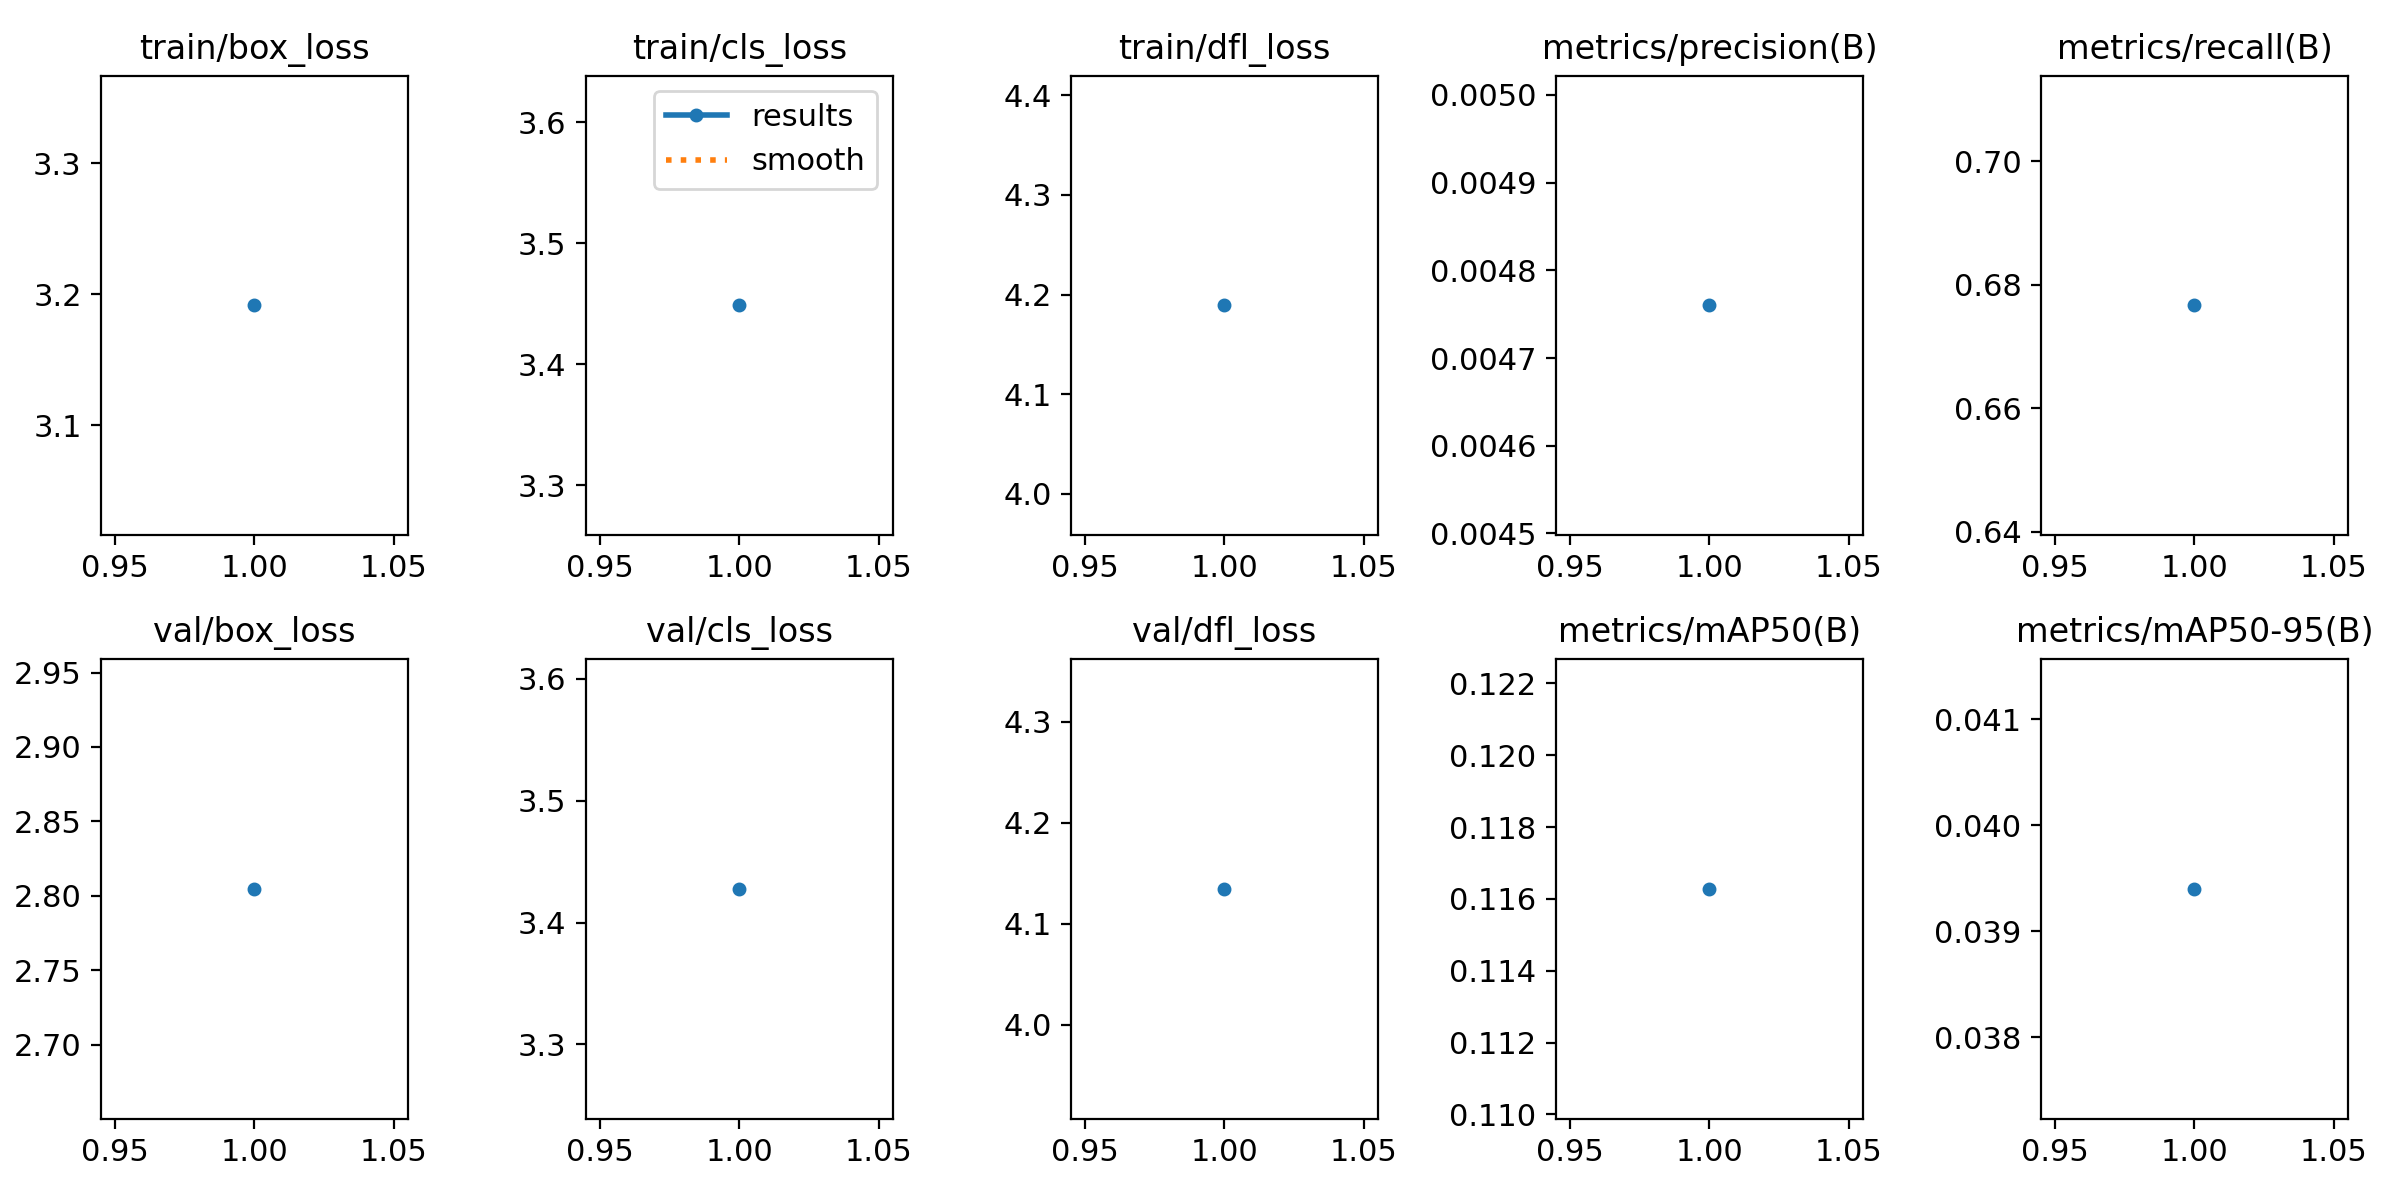 train/box_loss
3.3
3.2
3.1
0.95 1.00 1.05
train/cls_loss
results
smooth
3.6
3.5
3.4
3.3
0.95 1.00 1.05
train/dfl_loss
4.4
4.3
4.2
4.1
4.0
0.95 1.00 1.05
metrics/precision(B)
0.0050
0.0049
0.0048
0.0047
0.0046
0.0045
0.95 1.00 1.05
metrics/recall(B)
0.70
0.68
0.66
0.64
0.95 1.00 1.05
val/box_loss
2.95
2.90
2.85
2.80
2.75
2.70
0.95 1.00 1.05
val/cls_loss
3.6
3.5
3.4
3.3
0.95 1.00 1.05
val/dfl_loss
4.3
4.2
4.1
4.0
0.95 1.00 1.05
metrics/mAP50(B)
0.122
0.120
0.118
0.116
0.114
0.112
0.110
0.95 1.00 1.05
metrics/mAP50-95(B)
0.041
0.040
0.039
0.038
0.95 1.00 1.05